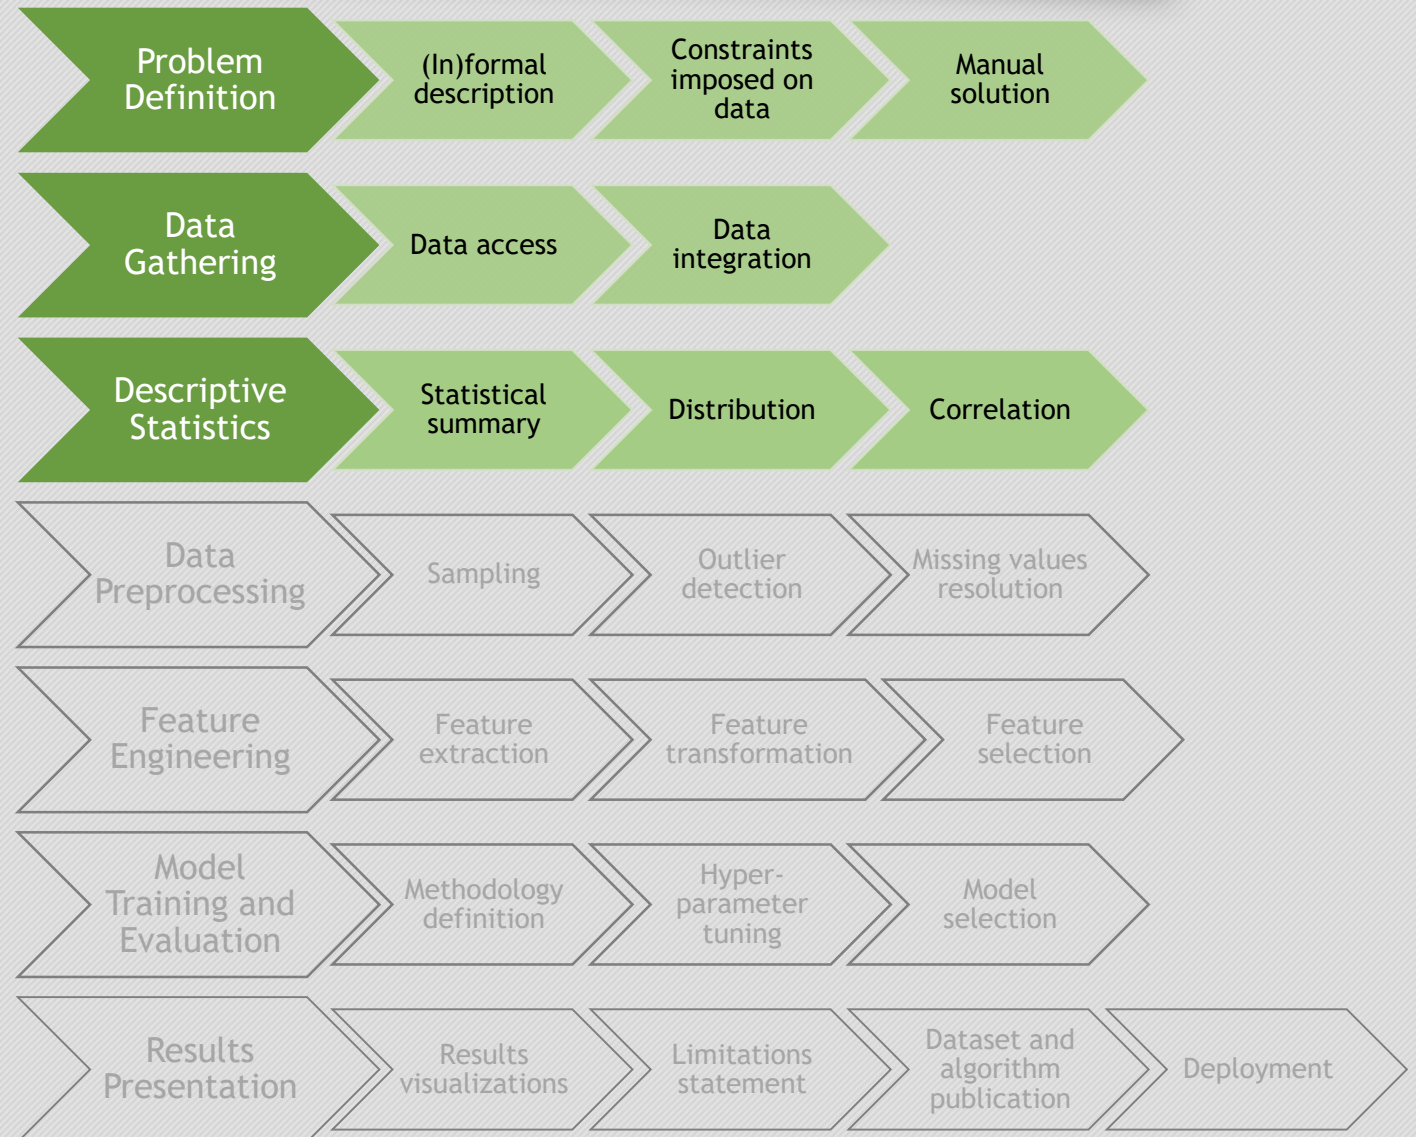 Problem
Definition
(In)formal
description
Constraints
imposed on
data
Manual
solution
Data
Gathering
Data access
Data
integration
Descriptive
Statistics
Statistical
summary
Distribution
Correlation
Data
Preprocessing
Sampling
Outlier
detection
Missing values
resolution
Feature
Engineering
Feature
extraction
Feature
transformation
Feature
selection
Model
Training and
Evaluation
Methodology
definition
Hyper-
parameter
tuning
Model
selection
Results
Presentation
Results
visualizations
Limitations
statement
Dataset and
algorithm
publication
Deployment